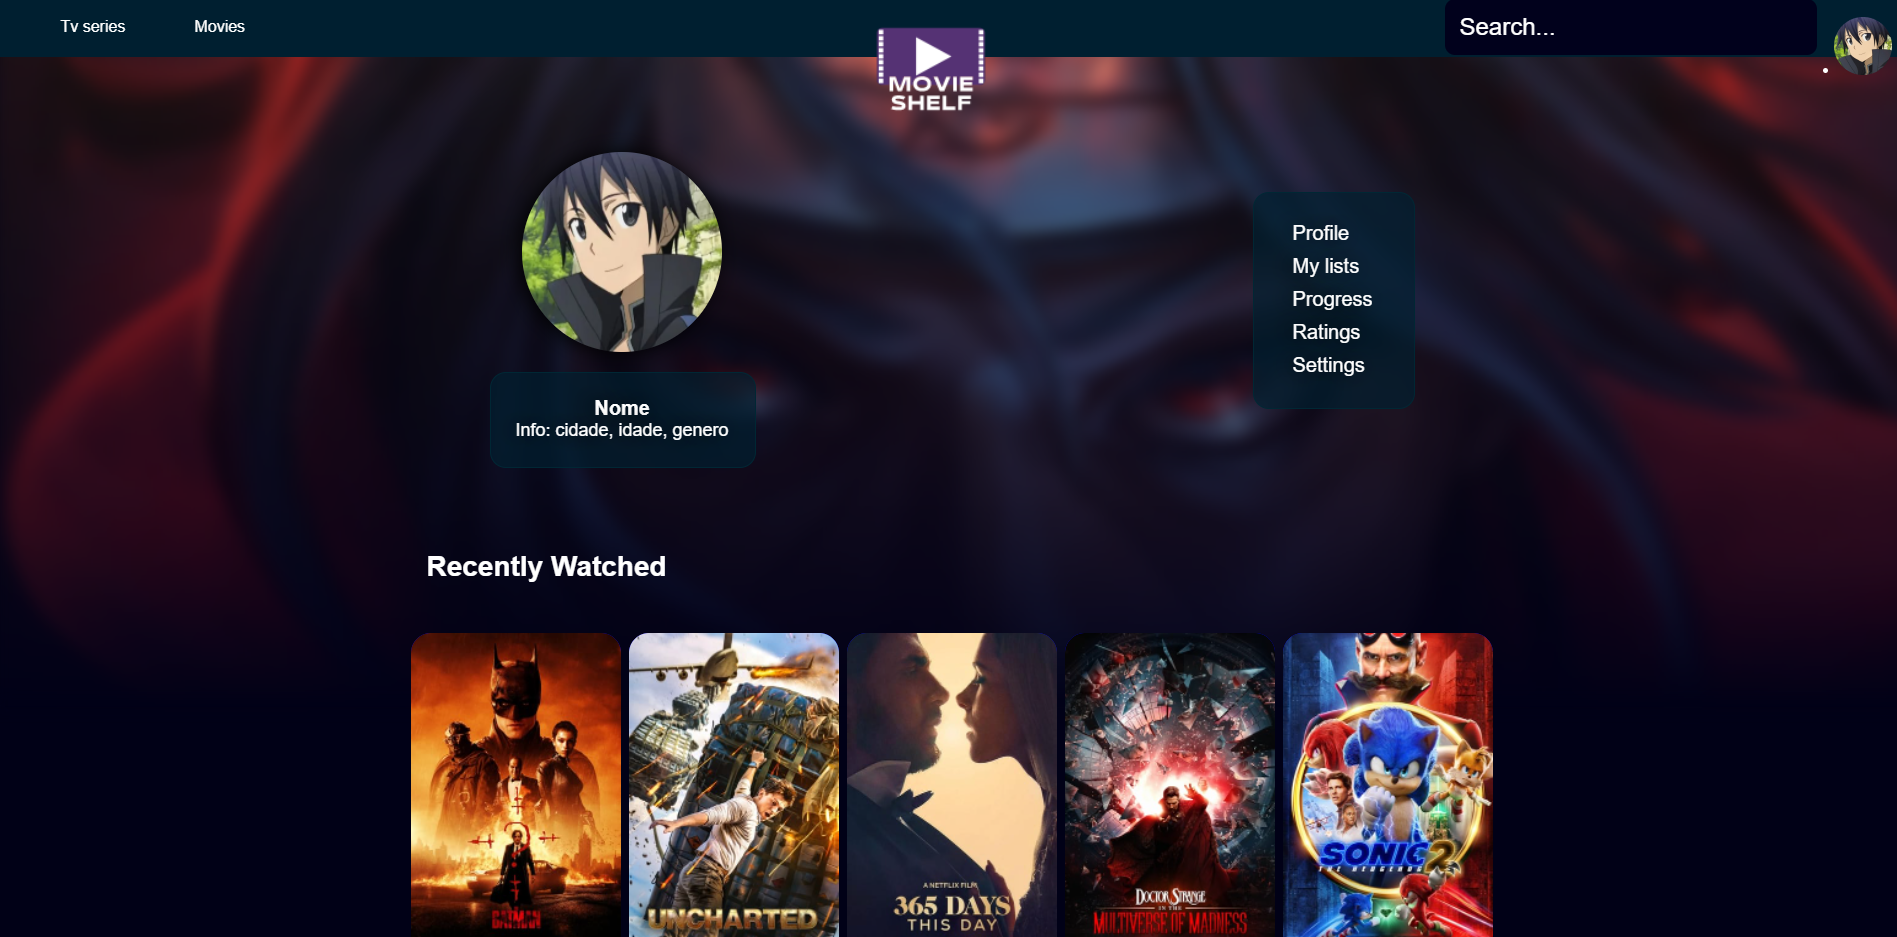 Tv series
Movies
Search...
MOVIE
SHELF
Profile
My lists
Progress
Ratings
Settings
Nome
Info: cidade, idade, genero
Recently Watched
BATMAN
UNCHARTED
A NETFLIX FILM
365 DAYS
THIS DAY
DOCTOR STRANGE
IN THE
MULTIVERSE OF MADNESS
SONIC 2
THE HEDGEHOG